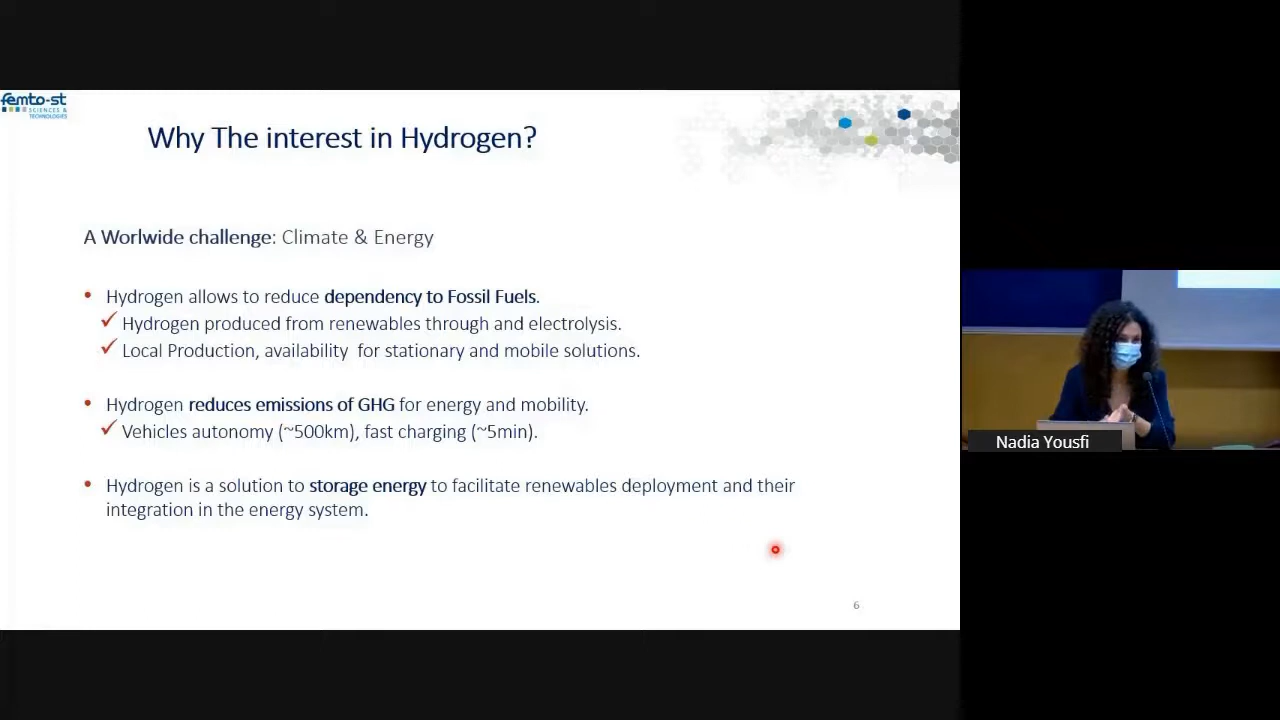 femto-st
SCIENCES &
TECHNOLOGIES
Why The interest in Hydrogen?
A Worlwide challenge: Climate & Energy
• Hydrogen allows to reduce dependency to Fossil Fuels.
✓ Hydrogen produced from renewables through and electrolysis.
✓ Local Production, availability for stationary and mobile solutions.
• Hydrogen reduces emissions of GHG for energy and mobility.
✓ Vehicles autonomy (~500km), fast charging (~5min).
• Hydrogen is a solution to storage energy to facilitate renewables deployment and their
integration in the energy system.
6
Nadia Yousfi